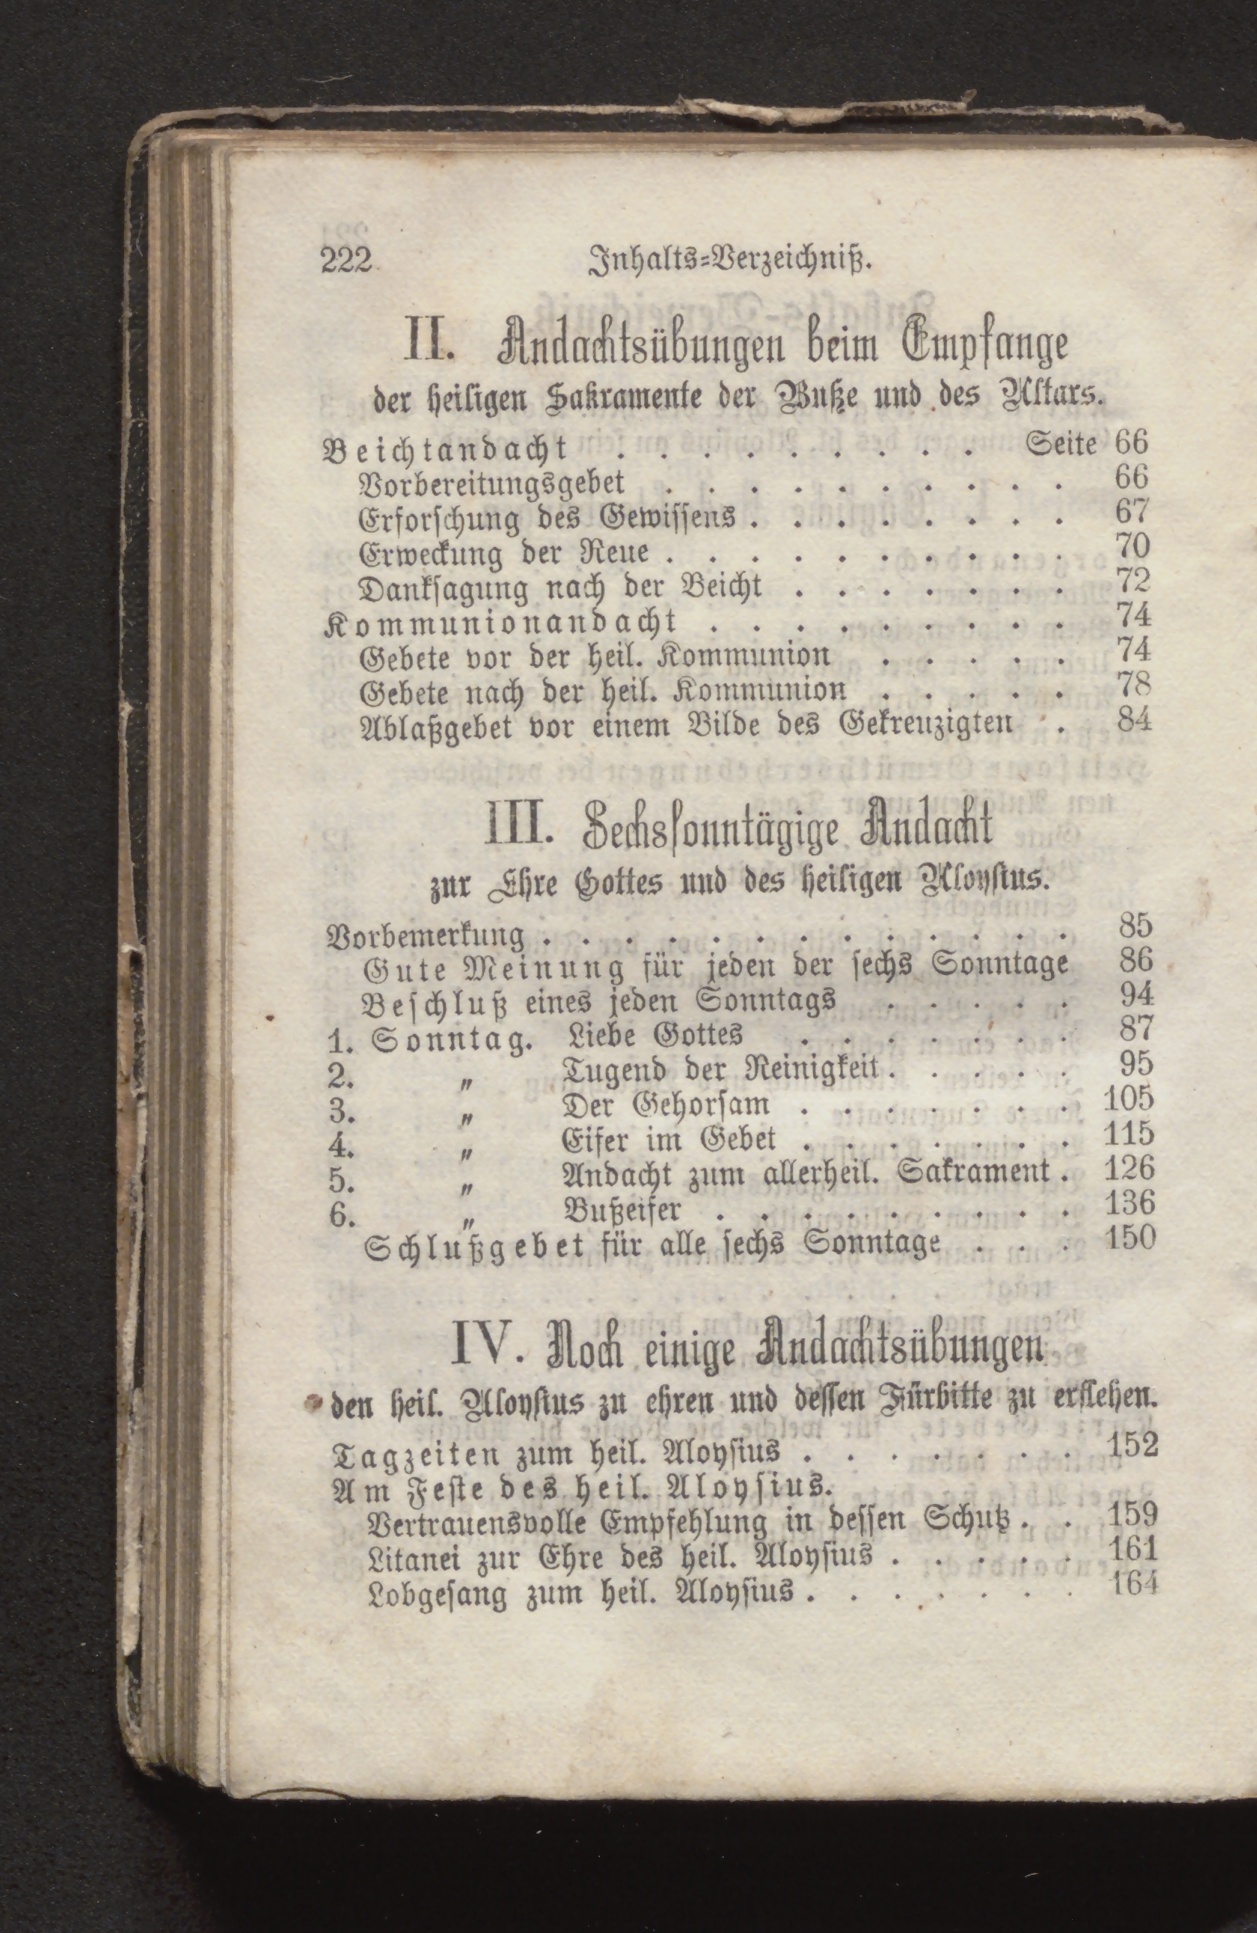 222
Inhalts-Verzeichniß.
II. Andachtsübungen beim Empfange
der heiligen Sakramente der Buße und des Altars.
Beichtandacht . . . . . . . . . Seite 66
Vorbereitungsgebet . . . . . . . . . . 66
Erforschung des Gewissens . . . . . . . . 67
Erweckung der Reue . . . . . . . . . . 70
Danksagung nach der Beicht . . . . . . . 72
Kommunionandacht . . . . . . . . . 74
Gebete vor der heil. Kommunion . . . . . 74
Gebete nach der heil. Kommunion . . . . . 78
Ablaßgebet vor einem Bilde des Gekreuzigten . . 84
III. Sechssonntägige Andacht
zur Ehre Gottes und des heiligen Aloysius.
Vorbemerkung . . . . . . . . . . . . . 85
Gute Meinung für jeden der sechs Sonntage 86
Beschluß eines jeden Sonntags . . . . . 94
1. Sonntag. Liebe Gottes . . . . . . . 87
2. „ Tugend der Reinigkeit . . . . . 95
3. „ Der Gehorsam . . . . . . . 105
4. „ Eifer im Gebet . . . . . . . 115
5. „ Andacht zum allerheil. Sakrament . 126
6. „ Bußeifer . . . . . . . . . 136
Schlußgebet für alle sechs Sonntage . . . 150
IV. Noch einige Andachtsübungen
den heil. Aloysius zu ehren und dessen Fürbitte zu erflehen.
Tagzeiten zum heil. Aloysius . . . . . . . 152
Am Feste des heil. Aloysius.
Vertrauensvolle Empfehlung in dessen Schutz . . 159
Litanei zur Ehre des heil. Aloysius . . . . . 161
Lobgesang zum heil. Aloysius . . . . . . . 164